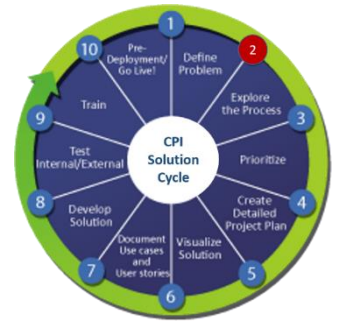 1
Define
Problem
2
Explore
the Process
3
Prioritize
4
Create
Detailed
Project Plan
5
Visualize
Solution
6
Document
Use cases
and
User stories
7
Develop
Solution
8
Test
Internal/External
9
Train
10
Pre-
Deployment/
Go Live!
CPI
Solution
Cycle